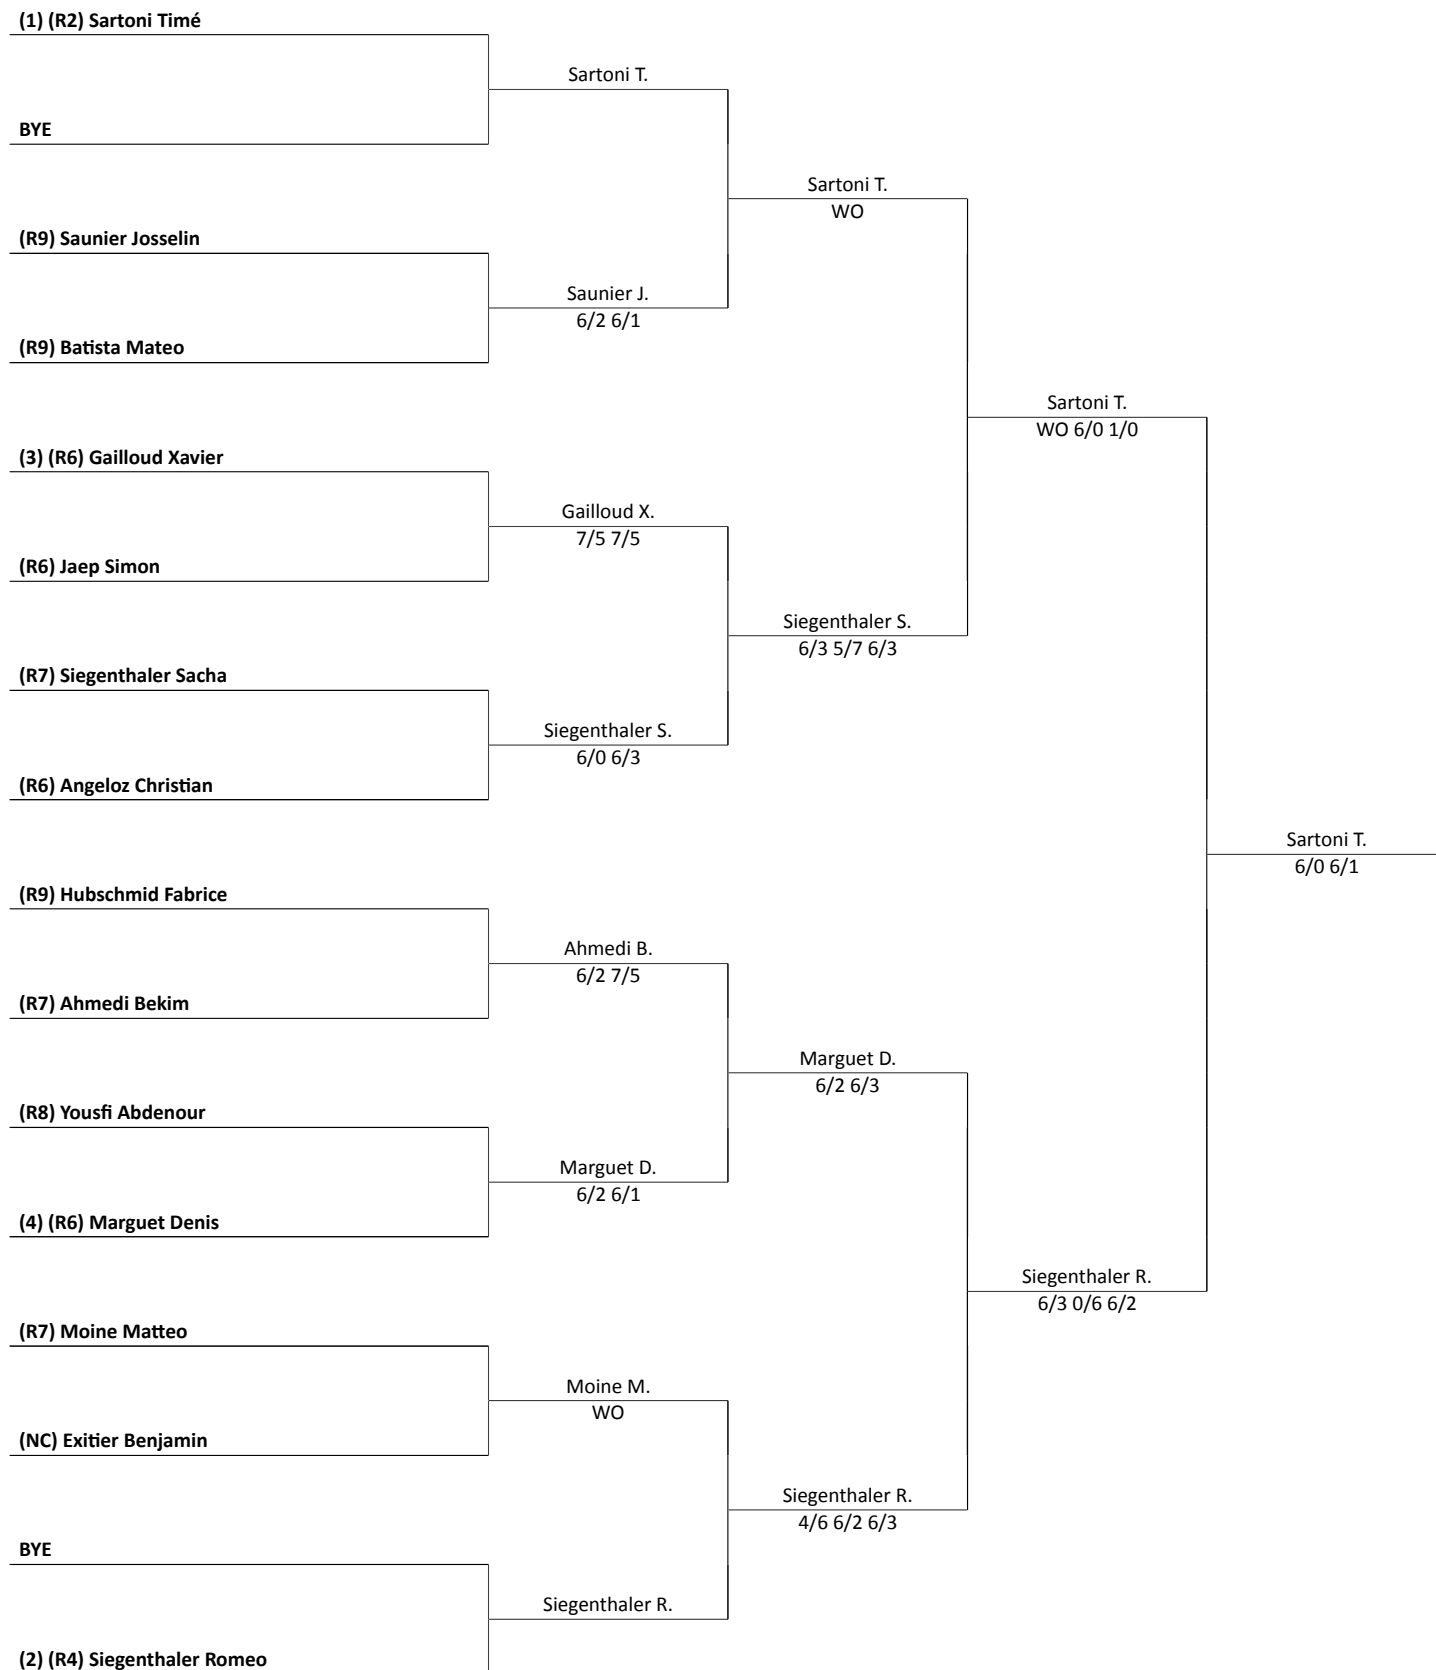 (1) (R2) Sartoni Timé
Sartoni T.
BYE
Sartoni T.
WO
(R9) Saunier Josselin
Saunier J.
6/2 6/1
(R9) Batista Mateo
Sartoni T.
WO 6/0 1/0
(3) (R6) Gailloud Xavier
Gailloud X.
7/5 7/5
(R6) Jaep Simon
Siegenthaler S.
6/3 5/7 6/3
(R7) Siegenthaler Sacha
Siegenthaler S.
6/0 6/3
(R6) Angeloz Christian
Sartoni T.
6/0 6/1
(R9) Hubschmid Fabrice
Ahmedi B.
6/2 7/5
(R7) Ahmedi Bekim
Marguet D.
6/2 6/3
(R8) Yousfi Abdenour
Marguet D.
6/2 6/1
(4) (R6) Marguet Denis
Siegenthaler R.
6/3 0/6 6/2
(R7) Moine Matteo
Moine M.
WO
(NC) Exitier Benjamin
Siegenthaler R.
4/6 6/2 6/3
BYE
Siegenthaler R.
(2) (R4) Siegenthaler Romeo